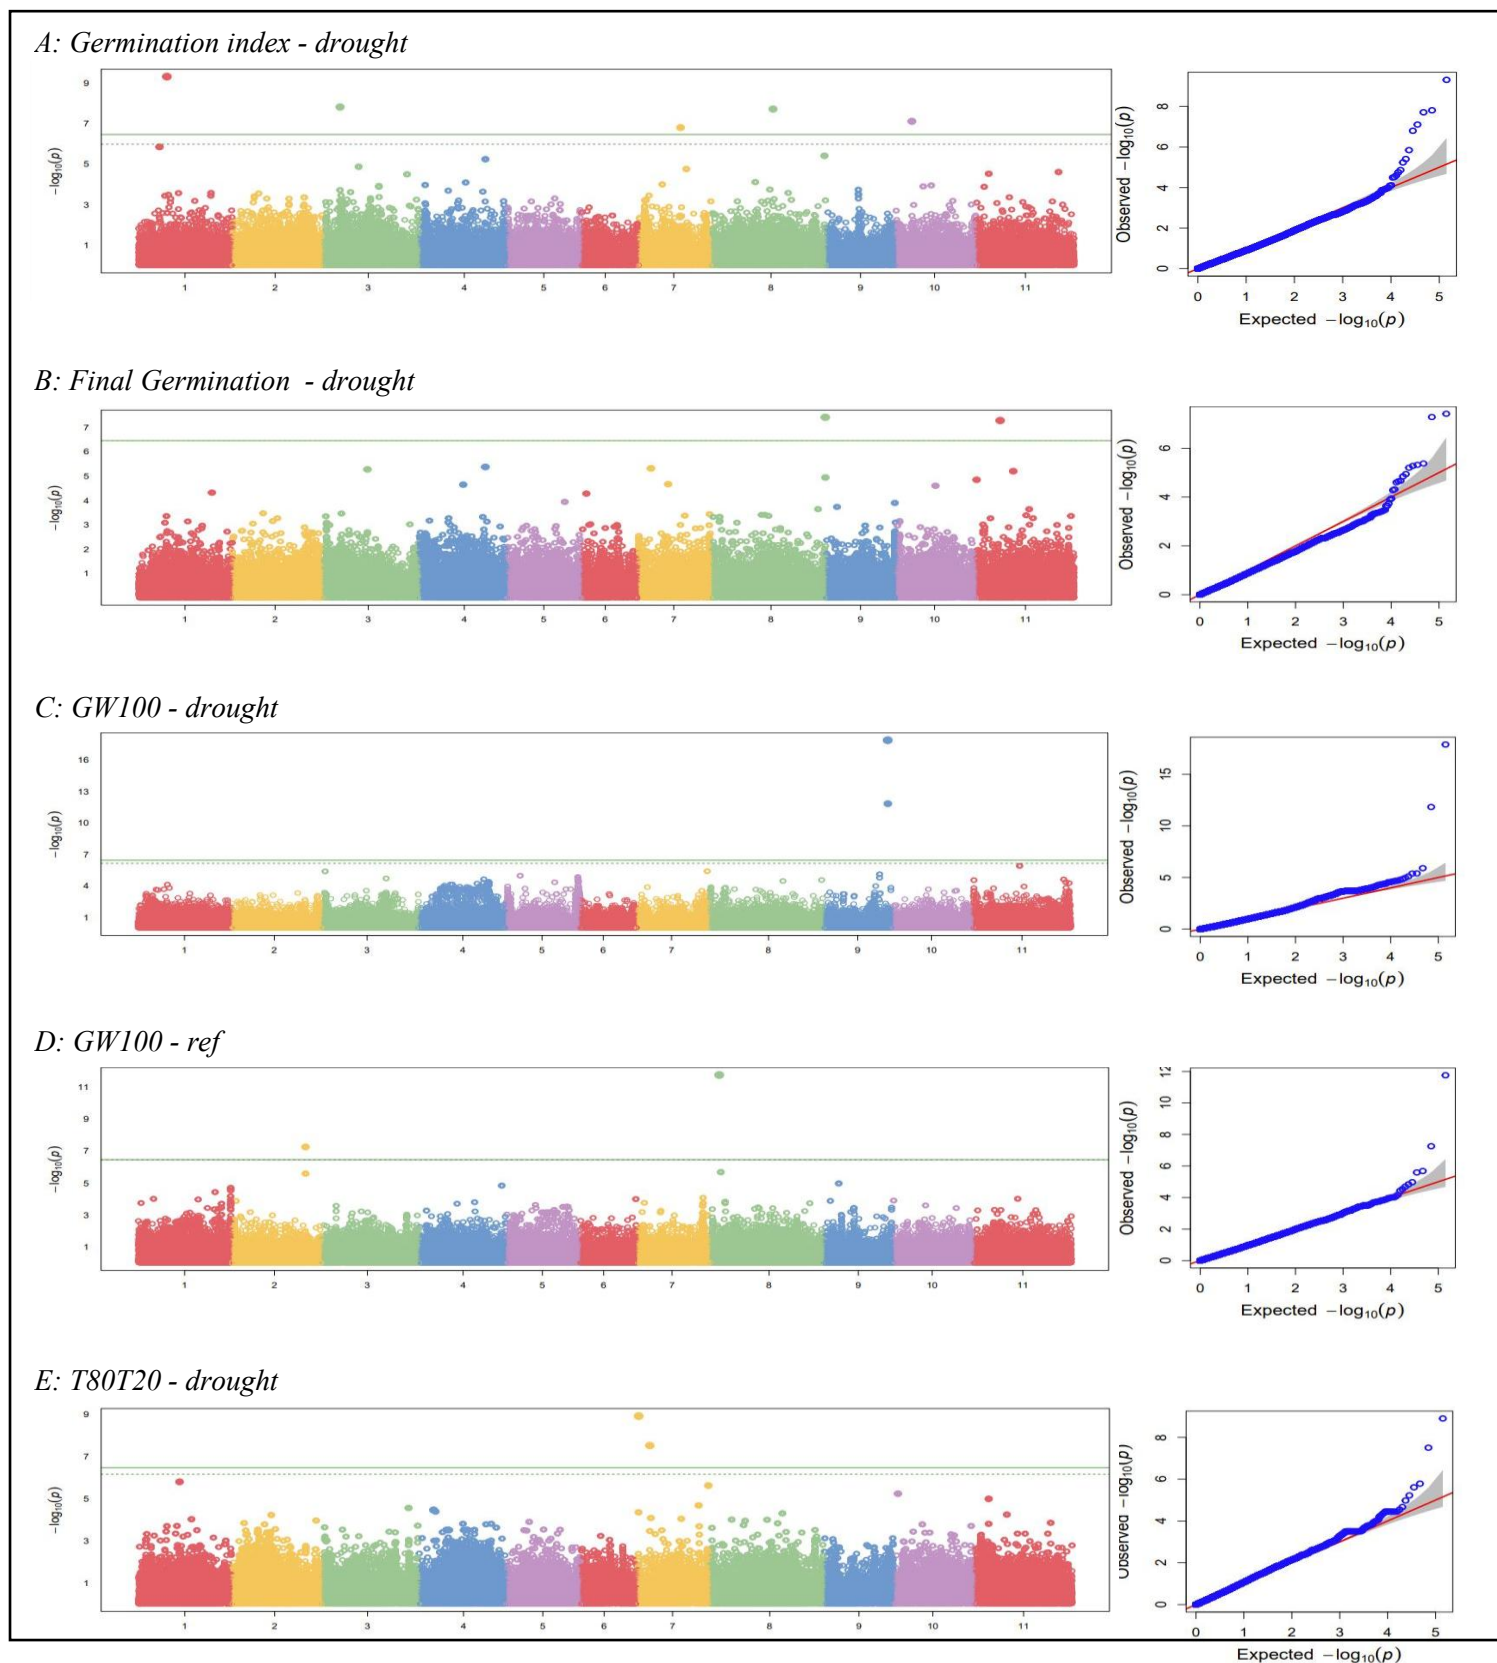 A: Germination index - drought
9
7
5
3
1
−log10(p)
1 2 3 4 5 6 7 8 9 10 11
Observed −log10(p)
8
6
4
2
0
0 1 2 3 4 5
Expected −log10(p)
B: Final Germination - drought
7
6
5
4
3
2
1
−log10(p)
1 2 3 4 5 6 7 8 9 10 11
Observed −log10(p)
6
4
2
0
0 1 2 3 4 5
Expected −log10(p)
C: GW100 - drought
16
13
10
7
4
1
−log10(p)
1 2 3 4 5 6 7 8 9 10 11
Observed −log10(p)
15
10
5
0
0 1 2 3 4 5
Expected −log10(p)
D: GW100 - ref
11
9
7
5
3
1
−log10(p)
1 2 3 4 5 6 7 8 9 10 11
Observed −log10(p)
12
10
8
6
4
2
0
0 1 2 3 4 5
Expected −log10(p)
E: T80T20 - drought
9
7
5
3
1
−log10(p)
1 2 3 4 5 6 7 8 9 10 11
Observed −log10(p)
8
6
4
2
0
0 1 2 3 4 5
Expected −log10(p)